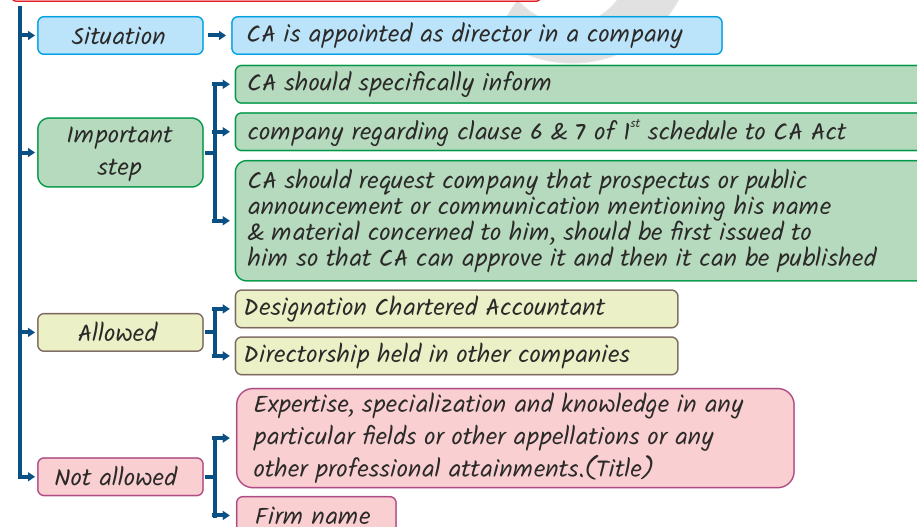 Situation
CA is appointed as director in a company
Important
step
CA should specifically inform
company regarding clause 6 & 7 of 1st schedule to CA Act
CA should request company that prospectus or public
announcement or communication mentioning his name
& material concerned to him, should be first issued to
him so that CA can approve it and then it can be published
Allowed
Designation Chartered Accountant
Directorship held in other companies
Not allowed
Expertise, specialization and knowledge in any
particular fields or other appellations or any
other professional attainments.(Title)
Firm name